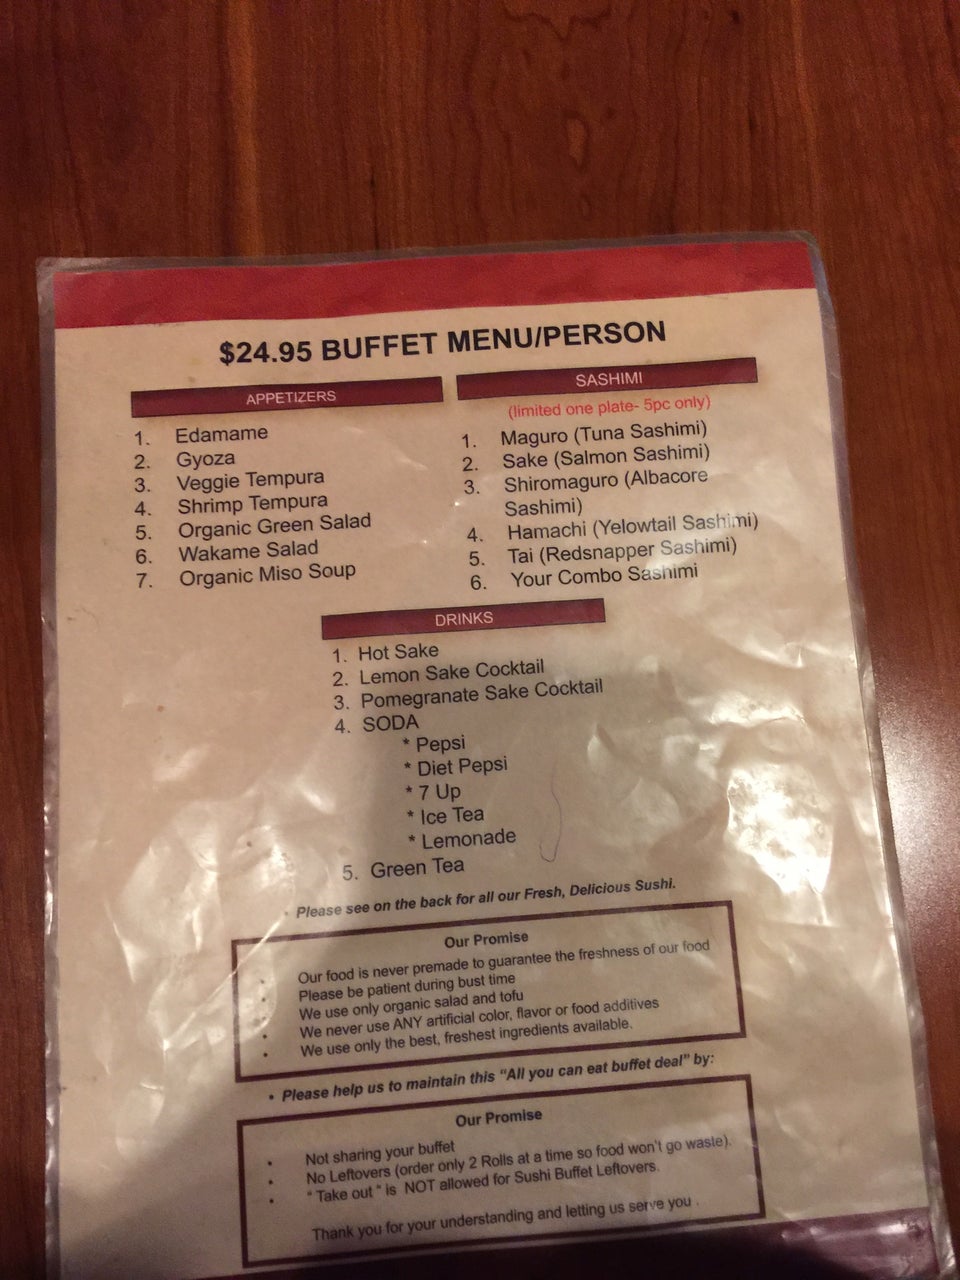 $24.95 BUFFET MENU/PERSON
APPETIZERS
1. Edamame
2. Gyoza
3. Veggie Tempura
4. Shrimp Tempura
5. Organic Green Salad
6. Wakame Salad
7. Organic Miso Soup
SASHIMI
(limited one plate- 5pc only)
1. Maguro (Tuna Sashimi)
2. Sake (Salmon Sashimi)
3. Shiromaguro (Albacore
Sashimi)
4. Hamachi (Yelowtail Sashimi)
5. Tai (Redsnapper Sashimi)
6. Your Combo Sashimi
DRINKS
1. Hot Sake
2. Lemon Sake Cocktail
3. Pomegranate Sake Cocktail
4. SODA
* Pepsi
* Diet Pepsi
* 7 Up
* Ice Tea
* Lemonade
5. Green Tea
• Please see on the back for all our Fresh, Delicious Sushi.
Our Promise
• Our food is never premade to guarantee the freshness of our food
• Please be patient during bust time
• We use only organic salad and tofu
• We never use ANY artificial color, flavor or food additives
• We use only the best, freshest ingredients available.
• Please help us to maintain this "All you can eat buffet deal" by:
Our Promise
• Not sharing your buffet
• No Leftovers (order only 2 Rolls at a time so food won't go waste).
• " Take out " is NOT allowed for Sushi Buffet Leftovers.
Thank you for your understanding and letting us serve you .